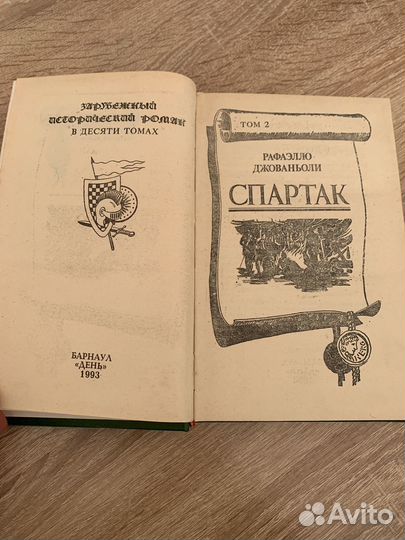 ЗАРУБЕЖНЫЙ
ИСТОРИЧЕСКИЙ РОМАН
В ДЕСЯТИ ТОМАХ
БАРНАУЛ
«ДЕНЬ»
1993
ТОМ 2
РАФАЭЛЛО
ДЖОВАНЬОЛИ
СПАРТАК
Avito